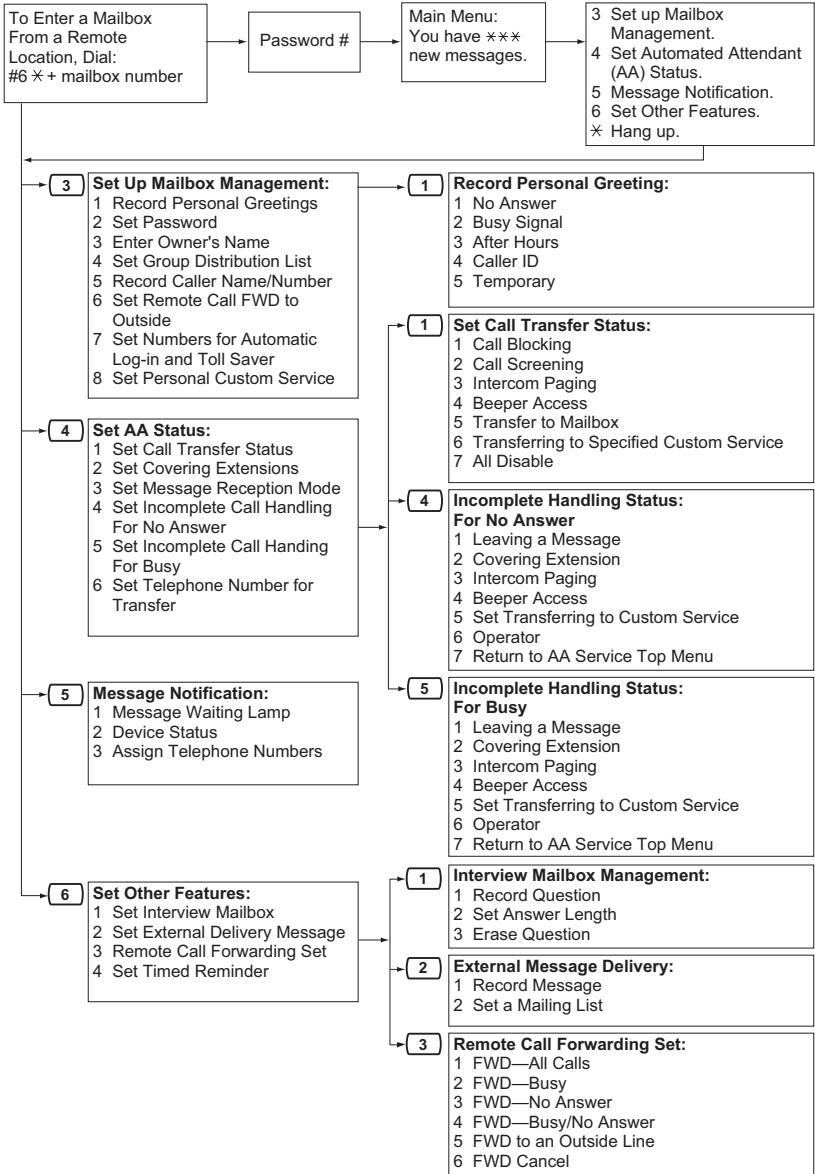 To Enter a Mailbox
From a Remote
Location, Dial:
#6 ✳ + mailbox number
Password #
Main Menu:
You have ✳✳✳
new messages.
3 Set up Mailbox
Management.
4 Set Automated Attendant
(AA) Status.
5 Message Notification.
6 Set Other Features.
✳ Hang up.
3 Set Up Mailbox Management:
1 Record Personal Greetings
2 Set Password
3 Enter Owner's Name
4 Set Group Distribution List
5 Record Caller Name/Number
6 Set Remote Call FWD to
Outside
7 Set Numbers for Automatic
Log-in and Toll Saver
8 Set Personal Custom Service
1 Record Personal Greeting:
1 No Answer
2 Busy Signal
3 After Hours
4 Caller ID
5 Temporary
4 Set AA Status:
1 Set Call Transfer Status
2 Set Covering Extensions
3 Set Message Reception Mode
4 Set Incomplete Call Handling
For No Answer
5 Set Incomplete Call Handing
For Busy
6 Set Telephone Number for
Transfer
1 Set Call Transfer Status:
1 Call Blocking
2 Call Screening
3 Intercom Paging
4 Beeper Access
5 Transfer to Mailbox
6 Transferring to Specified Custom Service
7 All Disable
4 Incomplete Handling Status:
For No Answer
1 Leaving a Message
2 Covering Extension
3 Intercom Paging
4 Beeper Access
5 Set Transferring to Custom Service
6 Operator
7 Return to AA Service Top Menu
5 Incomplete Handling Status:
For Busy
1 Leaving a Message
2 Covering Extension
3 Intercom Paging
4 Beeper Access
5 Set Transferring to Custom Service
6 Operator
7 Return to AA Service Top Menu
5 Message Notification:
1 Message Waiting Lamp
2 Device Status
3 Assign Telephone Numbers
6 Set Other Features:
1 Set Interview Mailbox
2 Set External Delivery Message
3 Remote Call Forwarding Set
4 Set Timed Reminder
1 Interview Mailbox Management:
1 Record Question
2 Set Answer Length
3 Erase Question
2 External Message Delivery:
1 Record Message
2 Set a Mailing List
3 Remote Call Forwarding Set:
1 FWD—All Calls
2 FWD—Busy
3 FWD—No Answer
4 FWD—Busy/No Answer
5 FWD to an Outside Line
6 FWD Cancel